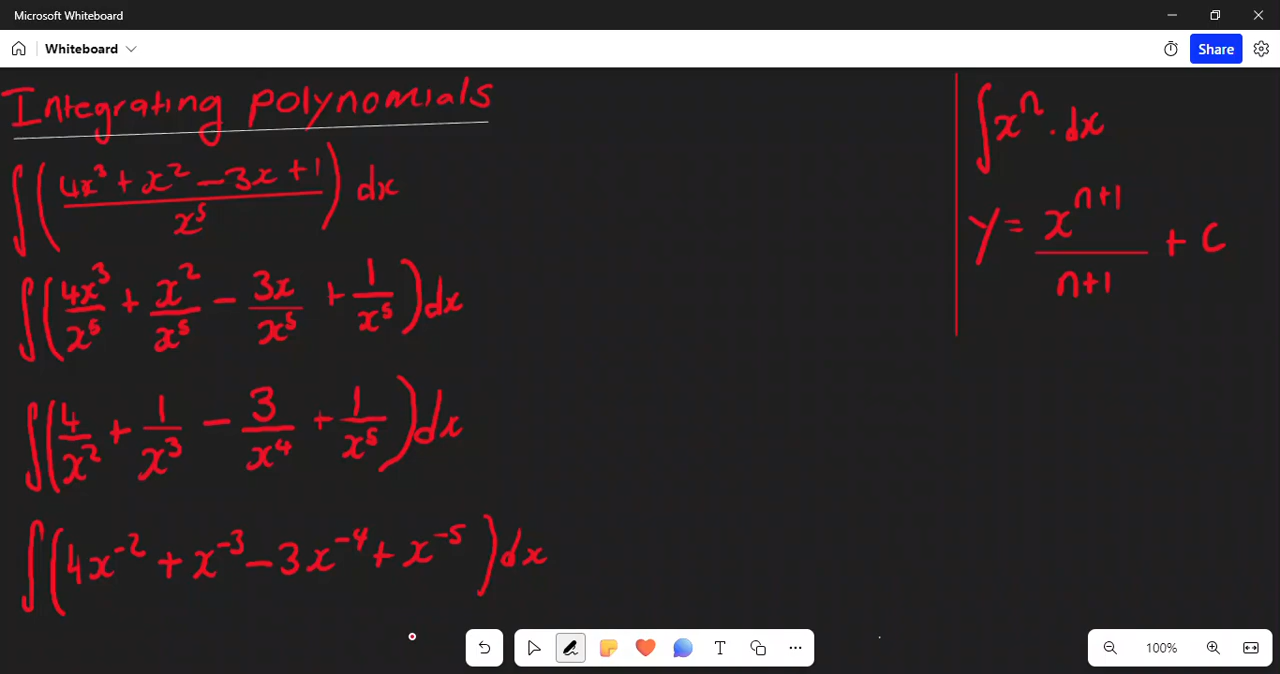 Microsoft Whiteboard
Whiteboard
Share
Integrating polynomials
∫((4x³ + x² - 3x + 1)/x⁵) dx
∫(4x³/x⁵ + x²/x⁵ - 3x/x⁵ + 1/x⁵) dx
∫(4/x² + 1/x³ - 3/x⁴ + 1/x⁵) dx
∫(4x⁻² + x⁻³ - 3x⁻⁴ + x⁻⁵) dx
∫xⁿ . dx
y = xⁿ⁺¹/(n+1) + c
T
100%